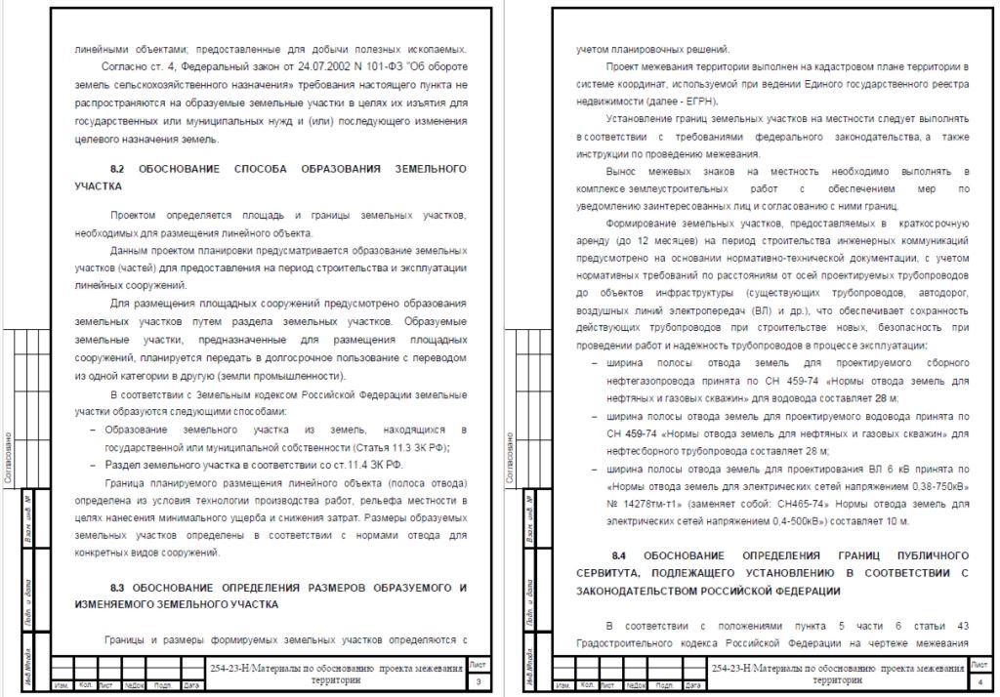 линейными объектами; предоставленные для добычи полезных ископаемых.
Согласно ст. 4, Федеральный закон от 24.07.2002 N 101-ФЗ "Об обороте
земель сельскохозяйственного назначения» требования настоящего пункта не
распространяются на образуемые земельные участки в целях их изъятия для
государственных или муниципальных нужд и (или) последующего изменения
целевого назначения земель.
8.2 ОБОСНОВАНИЕ СПОСОБА ОБРАЗОВАНИЯ ЗЕМЕЛЬНОГО
УЧАСТКА
Проектом определяется площадь и границы земельных участков,
необходимых для размещения линейного объекта.
Данным проектом планировки предусматривается образование земельных
участков (частей) для предоставления на период строительства и эксплуатации
линейных сооружений.
Для размещения площадных сооружений предусмотрено образования
земельных участков путем раздела земельных участков. Образуемые
земельные участки, предназначенные для размещения площадных
сооружений, планируется передать в долгосрочное пользование с переводом
из одной категории в другую (земли промышленности).
В соответствии с Земельным кодексом Российской Федерации земельные
участки образуются следующими способами:
– Образование земельного участка из земель, находящихся в
государственной или муниципальной собственности (Статья 11.3 ЗК РФ);
– Раздел земельного участка в соответствии со ст.11.4 ЗК РФ.
Граница планируемого размещения линейного объекта (полоса отвода)
определена из условия технологии производства работ, рельефа местности в
целях нанесения минимального ущерба и снижения затрат. Размеры образуемых
земельных участков определены в соответствии с нормами отвода для
конкретных видов сооружений.
8.3 ОБОСНОВАНИЕ ОПРЕДЕЛЕНИЯ РАЗМЕРОВ ОБРАЗУЕМОГО И
ИЗМЕНЯЕМОГО ЗЕМЕЛЬНОГО УЧАСТКА
Границы и размеры формируемых земельных участков определяются с
Согласовано
Взам. инв. №
Подп. и дата
Инв.№подл.
Изм. Кол. Лист №Док Подп. Дата
254-23-Н/Материалы по обоснованию проекта межевания
территории
Лист
3
учетом планировочных решений.
Проект межевания территории выполнен на кадастровом плане территории в
системе координат, используемой при ведении Единого государственного реестра
недвижимости (далее - ЕГРН).
Установление границ земельных участков на местности следует выполнять
в соответствии с требованиями федерального законодательства, а также
инструкции по проведению межевания.
Вынос межевых знаков на местность необходимо выполнять в
комплексе землеустроительных работ с обеспечением мер по
уведомлению заинтересованных лиц и согласованию с ними границ.
Формирование земельных участков, предоставляемых в краткосрочную
аренду (до 12 месяцев) на период строительства инженерных коммуникаций
предусмотрено на основании нормативно-технической документации, с учетом
нормативных требований по расстояниям от осей проектируемых трубопроводов
до объектов инфраструктуры (существующих трубопроводов, автодорог,
воздушных линий электропередач (ВЛ) и др.), что обеспечивает сохранность
действующих трубопроводов при строительстве новых, безопасность при
проведении работ и надежность трубопроводов в процессе эксплуатации:
– ширина полосы отвода земель для проектируемого сборного
нефтегазопровода принята по СН 459-74 «Нормы отвода земель для
нефтяных и газовых скважин» для водовода составляет 28 м;
– ширина полосы отвода земель для проектируемого водовода принята по
СН 459-74 «Нормы отвода земель для нефтяных и газовых скважин» для
нефтесборного трубопровода составляет 28 м;
– ширина полосы отвода земель для проектирования ВЛ 6 кВ принята по
«Нормы отвода земель для электрических сетей напряжением 0,38-750кВ»
№ 14278тм-т1» (заменяет собой: СН465-74» Нормы отвода земель для
электрических сетей напряжением 0,4-500кВ») составляет 10 м.
8.4 ОБОСНОВАНИЕ ОПРЕДЕЛЕНИЯ ГРАНИЦ ПУБЛИЧНОГО
СЕРВИТУТА, ПОДЛЕЖАЩЕГО УСТАНОВЛЕНИЮ В СООТВЕТСТВИИ С
ЗАКОНОДАТЕЛЬСТВОМ РОССИЙСКОЙ ФЕДЕРАЦИИ
В соответствии с положениями пункта 5 части 6 статьи 43
Градостроительного кодекса Российской Федерации на чертеже межевания
Согласовано
Взам. инв. №
Подп. и дата
Инв.№подл.
Изм. Кол. Лист №Док Подп. Дата
254-23-Н/Материалы по обоснованию проекта межевания
территории
Лист
4